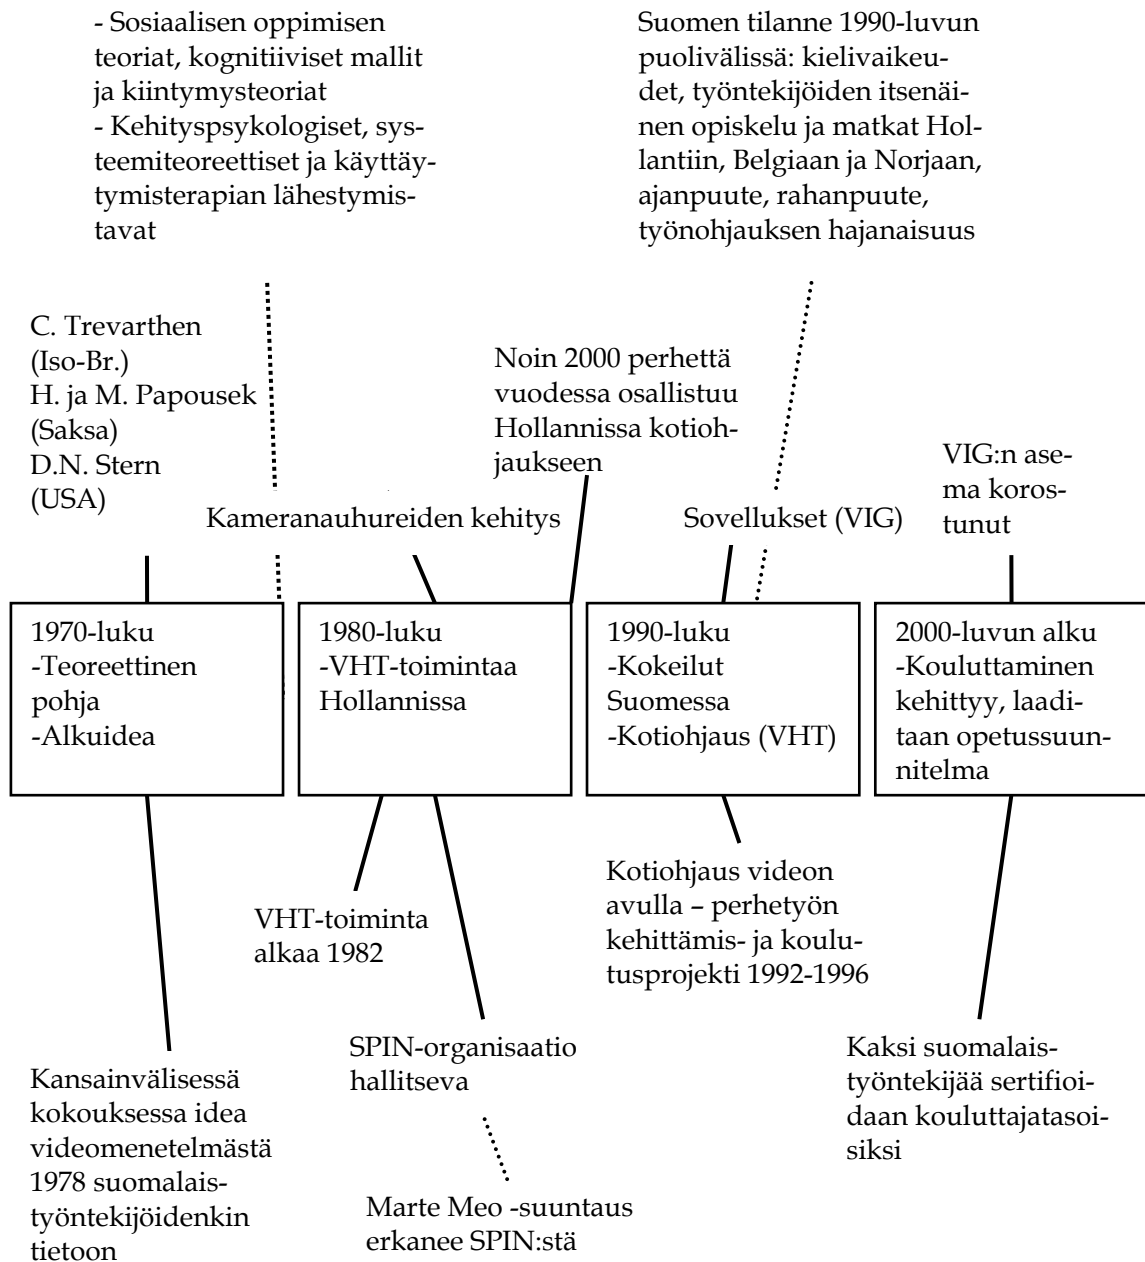 - Sosiaalisen oppimisen
teoriat, kognitiiviset mallit
ja kiintymysteoriat
- Kehityspsykologiset, sys-
teemiteoreettiset ja käyttäy-
tymisterapian lähestymis-
tavat
Suomen tilanne 1990-luvun
puolivälissä: kielivaikeu-
det, työntekijöiden itsenäi-
nen opiskelu ja matkat Hol-
lantiin, Belgiaan ja Norjaan,
ajanpuute, rahanpuute,
työnohjauksen hajanaisuus
C. Trevarthen
(Iso-Br.)
H. ja M. Papousek
(Saksa)
D.N. Stern
(USA)
Kameranauhureiden kehitys
Noin 2000 perhettä
vuodessa osallistuu
Hollannissa kotioh-
jaukseen
Sovellukset (VIG)
VIG:n ase-
ma koros-
tunut
1970-luku
-Teoreettinen
pohja
-Alkuidea
1980-luku
-VHT-toimintaa
Hollannissa
1990-luku
-Kokeilut
Suomessa
-Kotiohjaus (VHT)
2000-luvun alku
-Kouluttaminen
kehittyy, laadi-
taan opetussuun-
nitelma
Kansainvälisessä
kokouksessa idea
videomenetelmästä
1978 suomalais-
työntekijöidenkin
tietoon
VHT-toiminta
alkaa 1982
SPIN-organisaatio
hallitseva
Marte Meo -suuntaus
erkanee SPIN:stä
Kotiohjaus videon
avulla – perhetyön
kehittämis- ja koulu-
tusprojekti 1992-1996
Kaksi suomalais-
työntekijää sertifioi-
daan kouluttajatasoi-
siksi